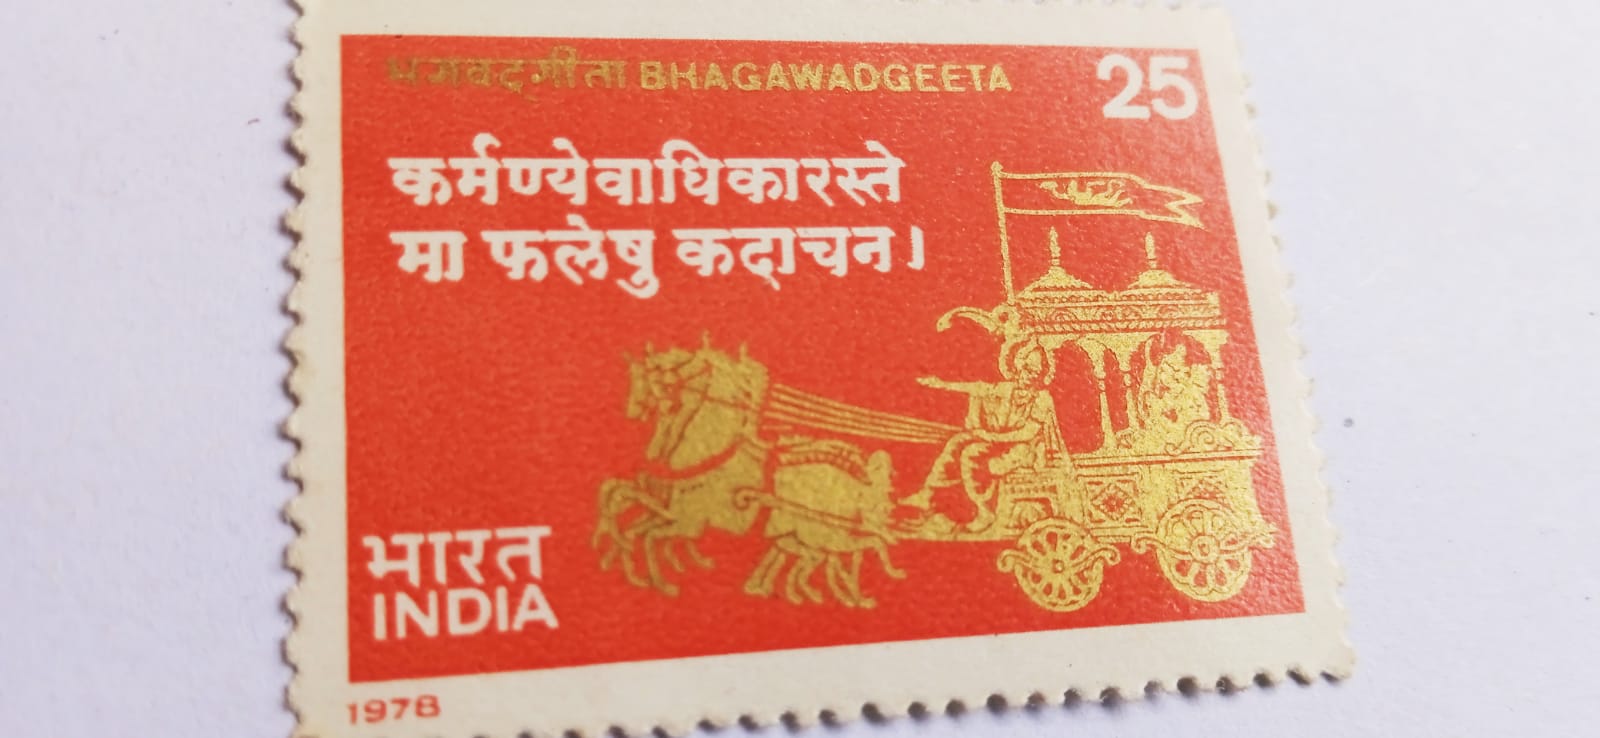 भगवद्गीता BHAGAWADGEETA
25
कर्मण्येवाधिकारस्ते
मा फलेषु कदाचन।
भारत
INDIA
1978